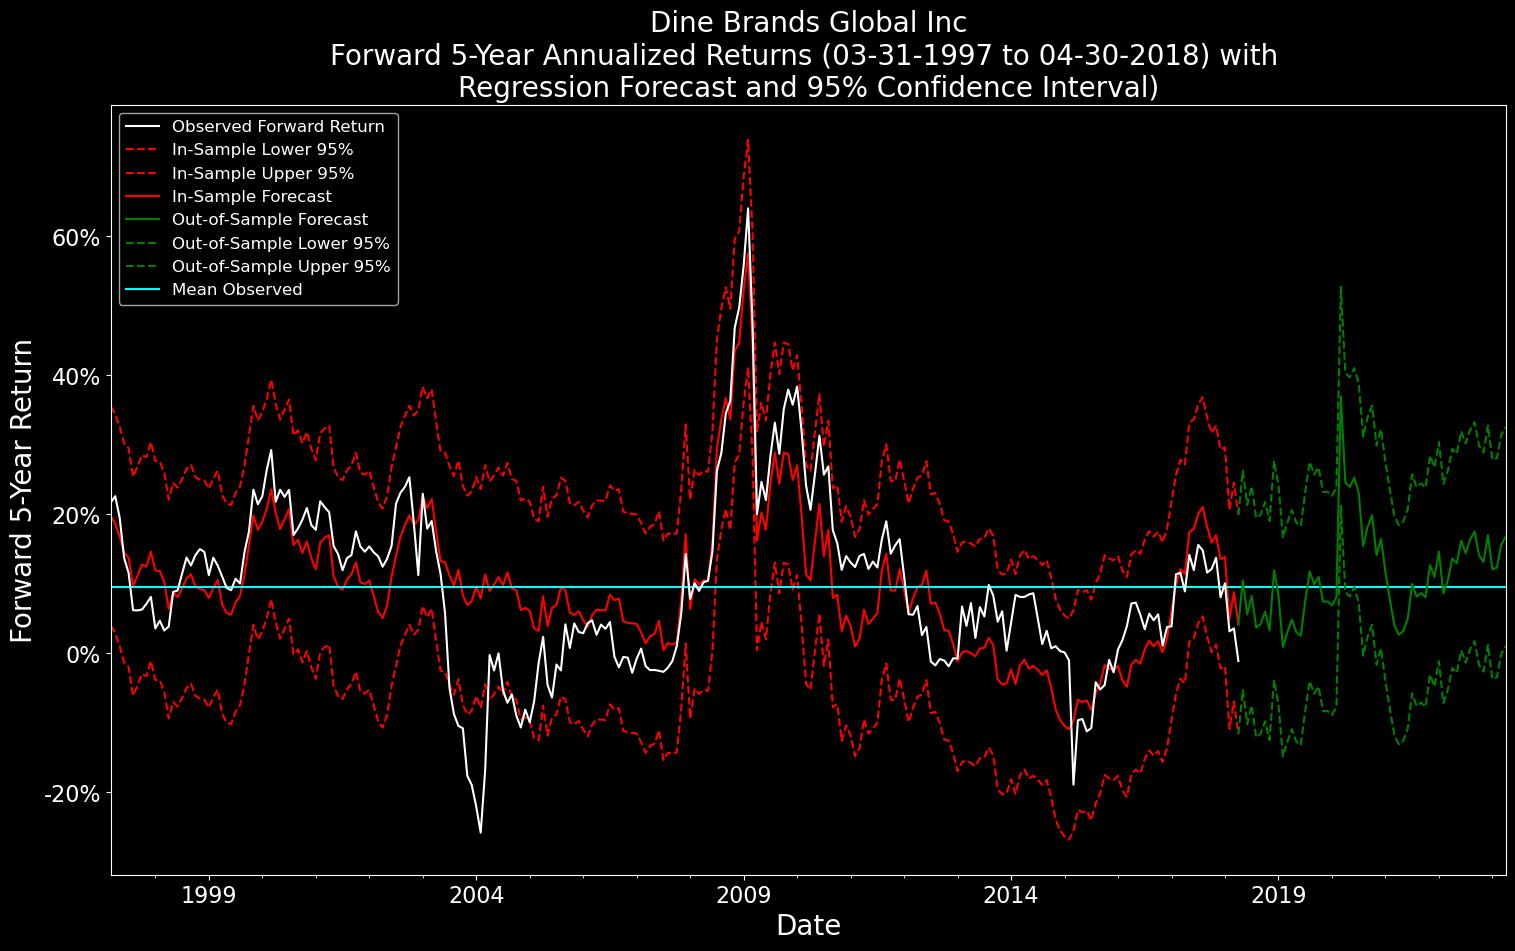 Dine Brands Global Inc
Forward 5-Year Annualized Returns (03-31-1997 to 04-30-2018) with
Regression Forecast and 95% Confidence Interval)
Observed Forward Return
In-Sample Lower 95%
In-Sample Upper 95%
In-Sample Forecast
Out-of-Sample Forecast
Out-of-Sample Lower 95%
Out-of-Sample Upper 95%
Mean Observed
Forward 5-Year Return
60%
40%
20%
0%
-20%
1999
2004
2009
2014
2019
Date